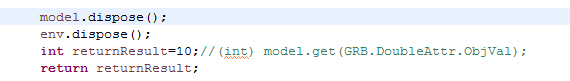 model.dispose();
env.dispose();
int returnResult=10;//(int) model.get(GRB.DoubleAttr.ObjVal);
return returnResult;